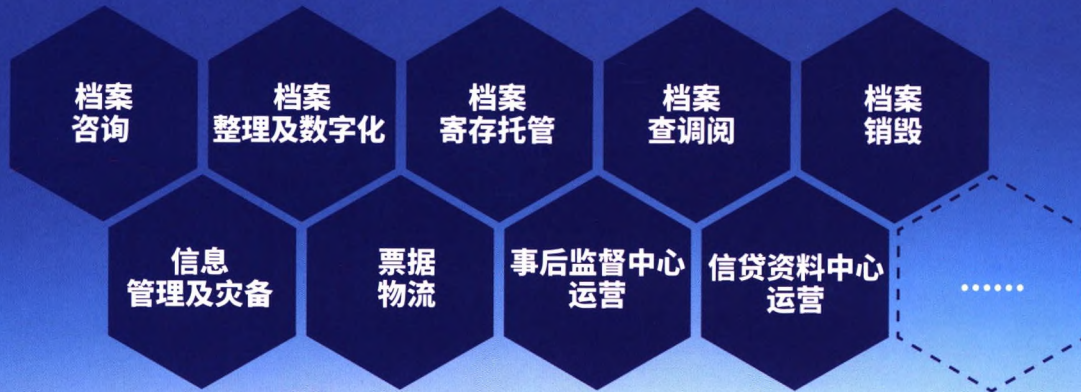 档案
咨询
档案
整理及数字化
档案
寄存托管
档案
查调阅
档案
销毁
信息
管理及灾备
票据
物流
事后监督中心
运营
信贷资料中心
运营
……